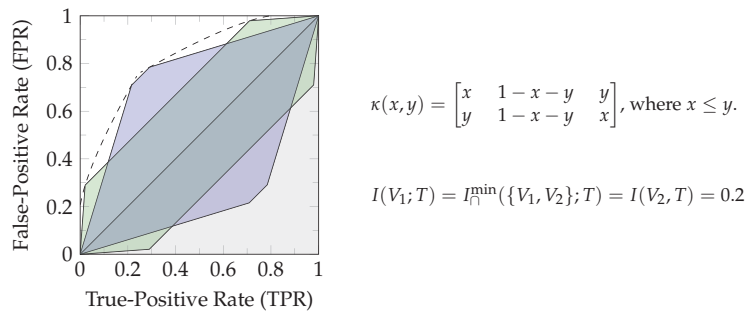 1
0.8
0.6
0.4
0.2
0
0 0.2 0.4 0.6 0.8 1
False-Positive Rate (FPR)
True-Positive Rate (TPR)
κ(x, y) = [x 1 − x − y y
y 1 − x − y x], where x ≤ y.
I(V₁; T) = I∩^min({V₁, V₂}; T) = I(V₂, T) = 0.2